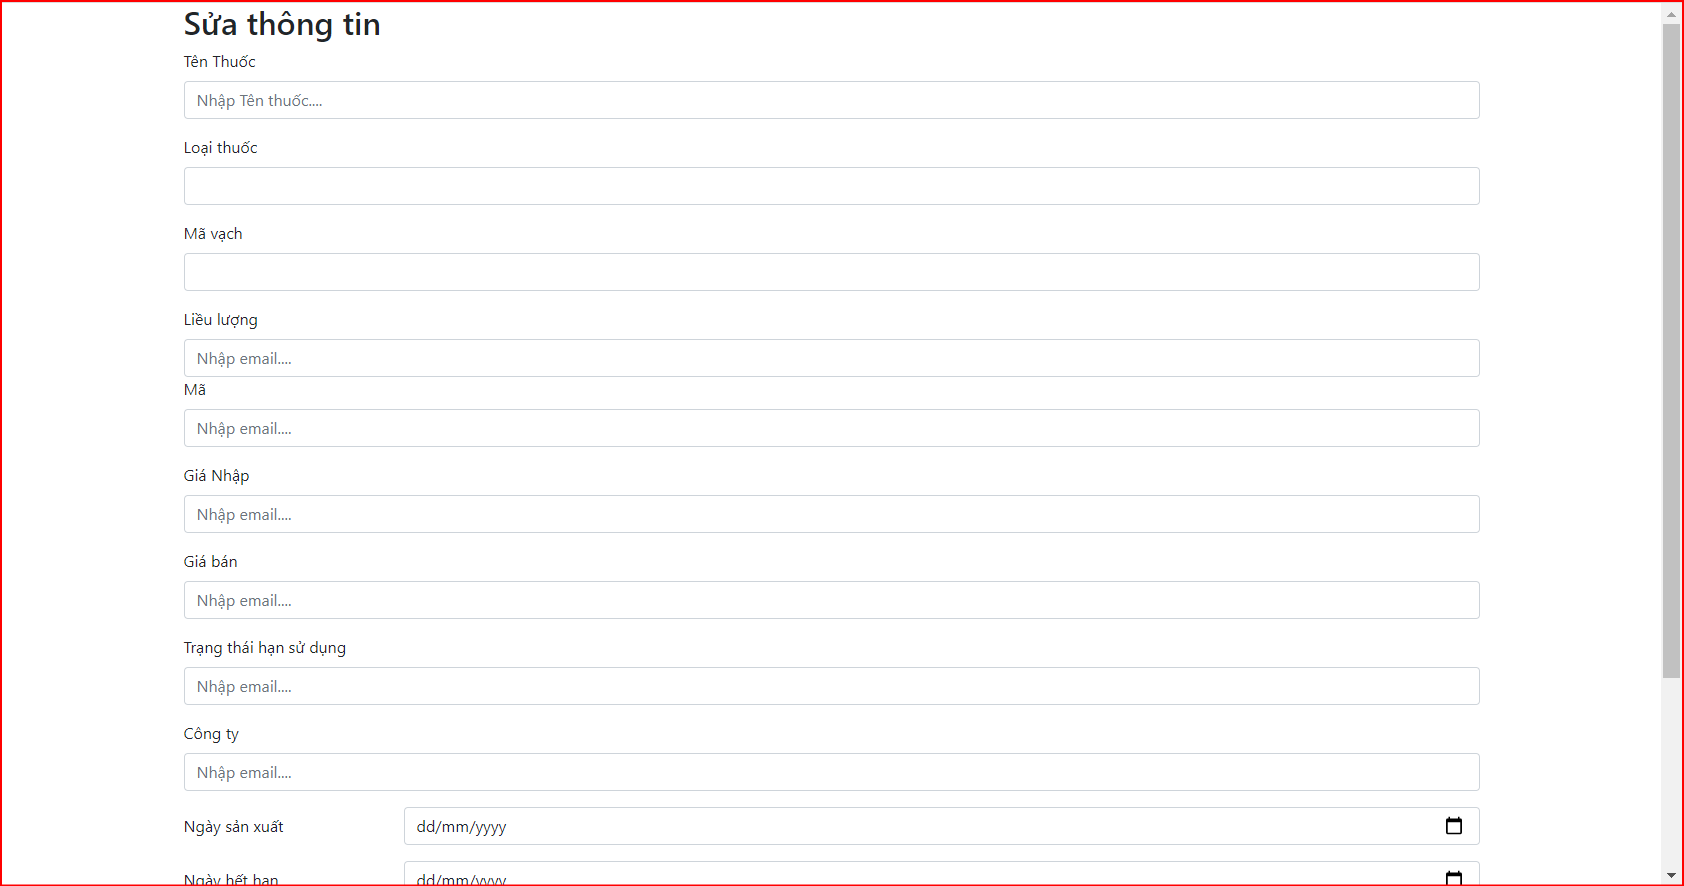 Sửa thông tin
Tên Thuốc
Nhập Tên thuốc....
Loại thuốc
Mã vạch
Liều lượng
Nhập email....
Mã
Nhập email....
Giá Nhập
Nhập email....
Giá bán
Nhập email....
Trạng thái hạn sử dụng
Nhập email....
Công ty
Nhập email....
Ngày sản xuất dd/mm/yyyy
Ngày hết hạn dd/mm/yyyy